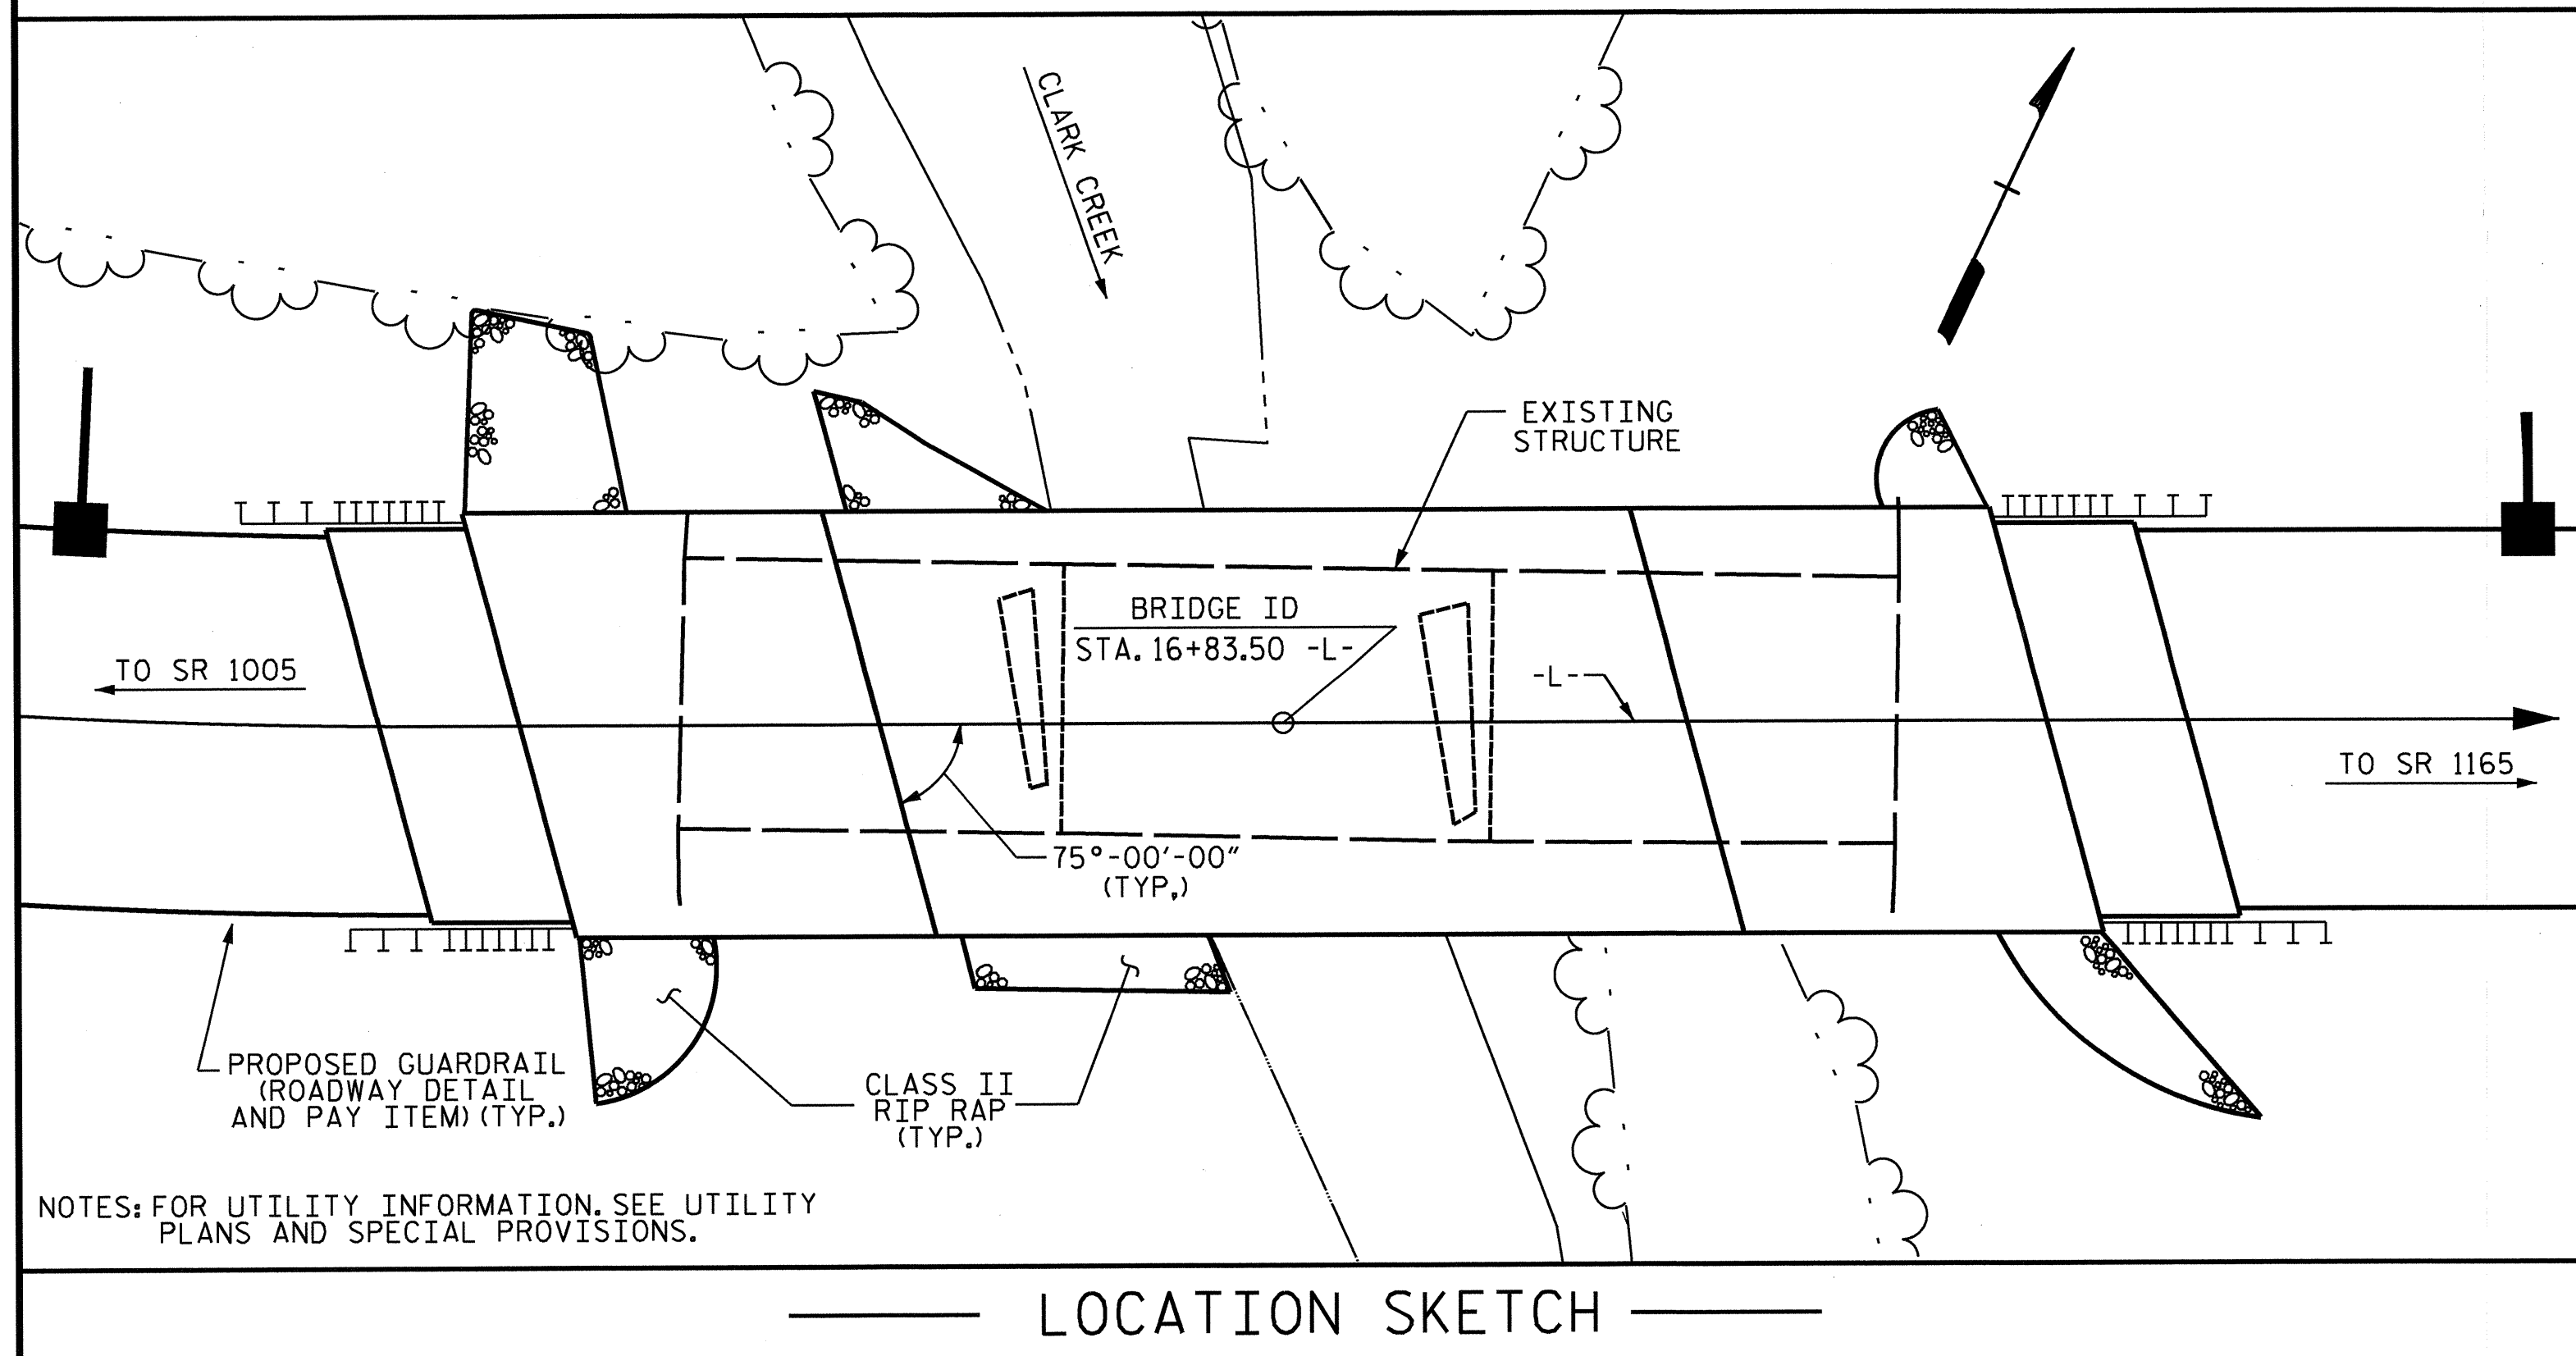 CLARK CREEK
EXISTING
STRUCTURE
BRIDGE ID
STA. 16+83.50 -L-
-L-
TO SR 1005
TO SR 1165
75°-00'-00"
(TYP.)
PROPOSED GUARDRAIL
(ROADWAY DETAIL
AND PAY ITEM) (TYP.)
CLASS II
RIP RAP
(TYP.)
NOTES: FOR UTILITY INFORMATION. SEE UTILITY
PLANS AND SPECIAL PROVISIONS.
LOCATION SKETCH